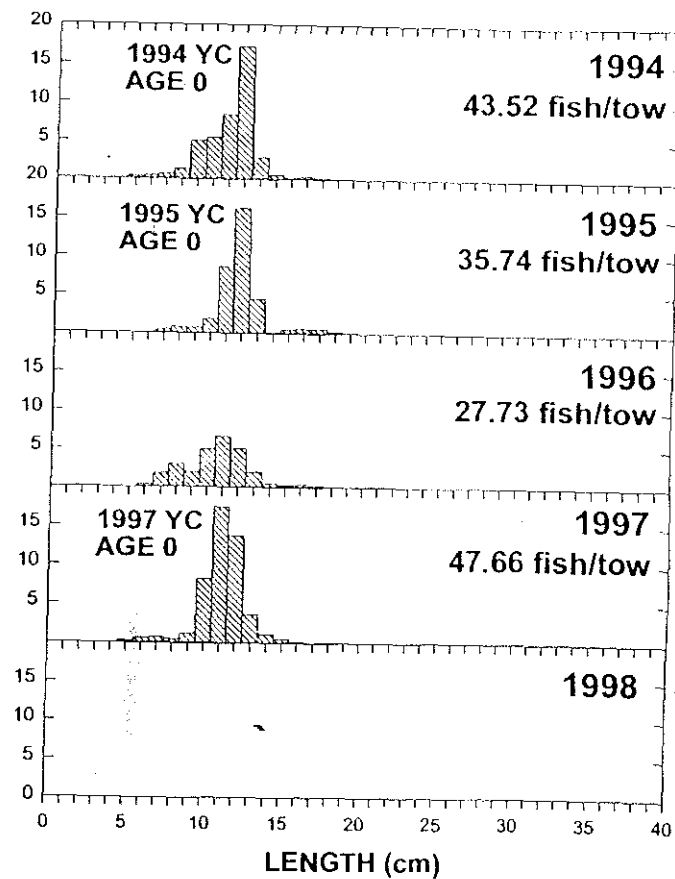 20
15
10
5
1994 YC
AGE 0
1994
43.52 fish/tow
20
15
10
5
1995 YC
AGE 0
1995
35.74 fish/tow
15
10
5
1996
27.73 fish/tow
15
10
5
1997 YC
AGE 0
1997
47.66 fish/tow
15
10
5
0
1998
0 5 10 15 20 25 30 35 40
LENGTH (cm)